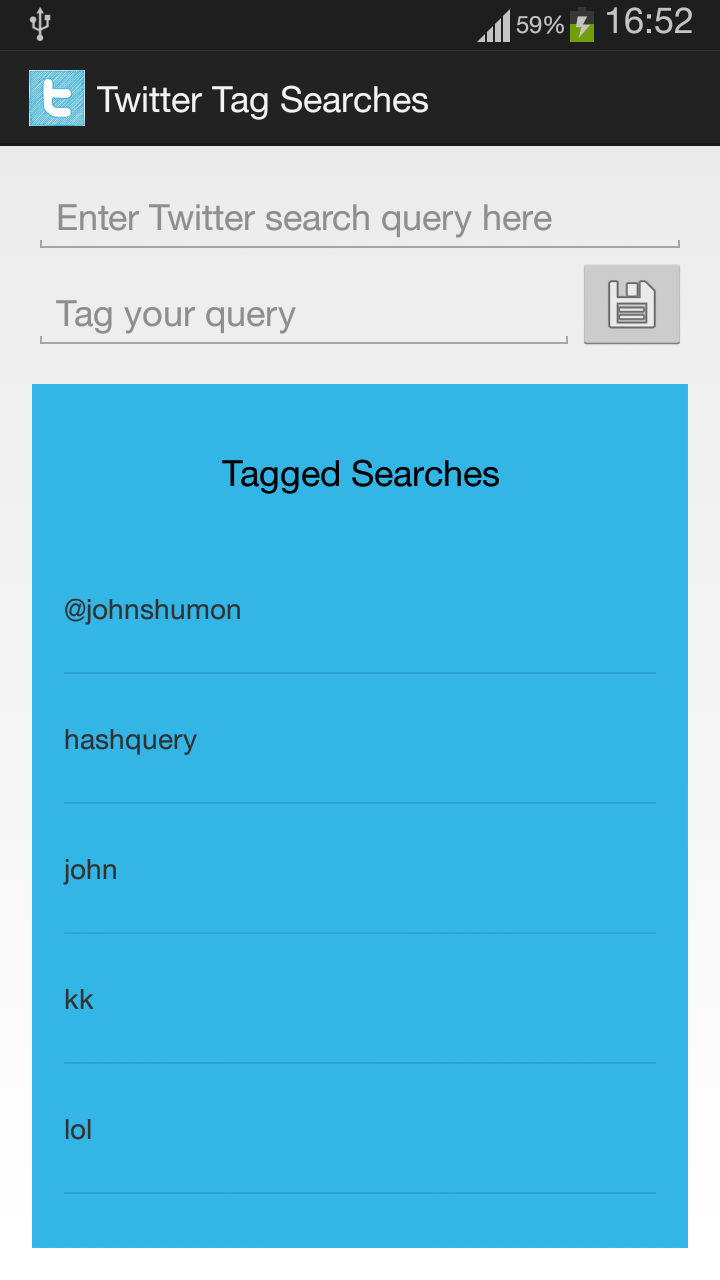 59% 16:52
Twitter Tag Searches
Enter Twitter search query here
Tag your query
Tagged Searches
@johnshumon
hashquery
john
kk
lol